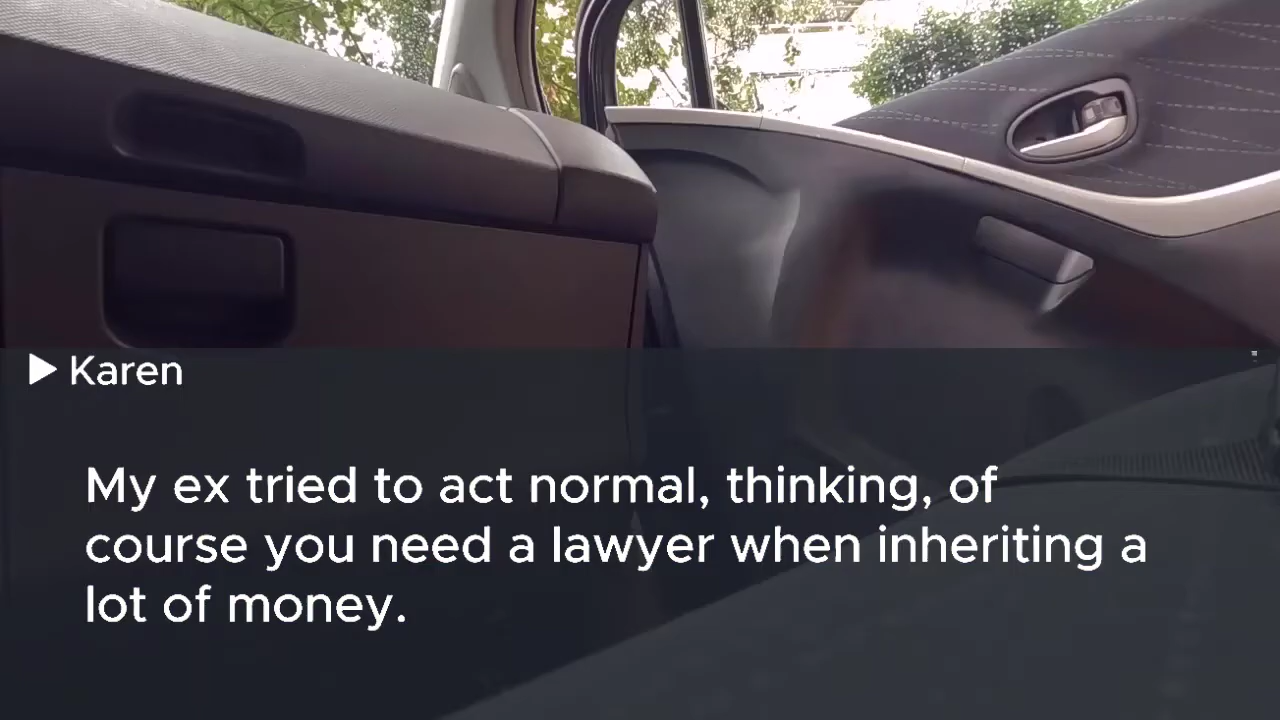 Karen
My ex tried to act normal, thinking, of
course you need a lawyer when inheriting a
lot of money.